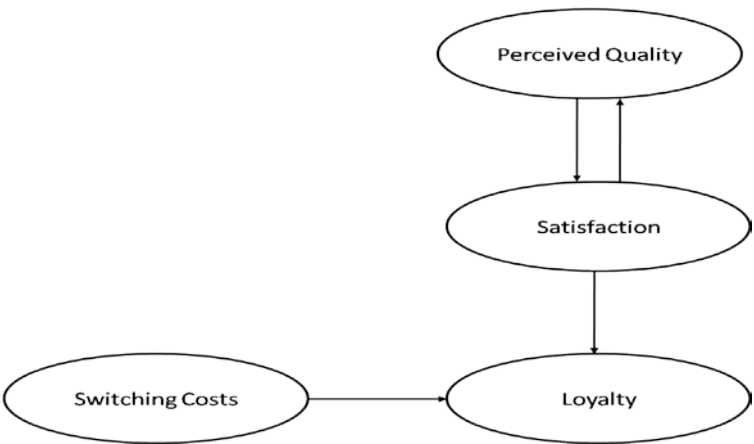 Perceived Quality
Satisfaction
Switching Costs
Loyalty